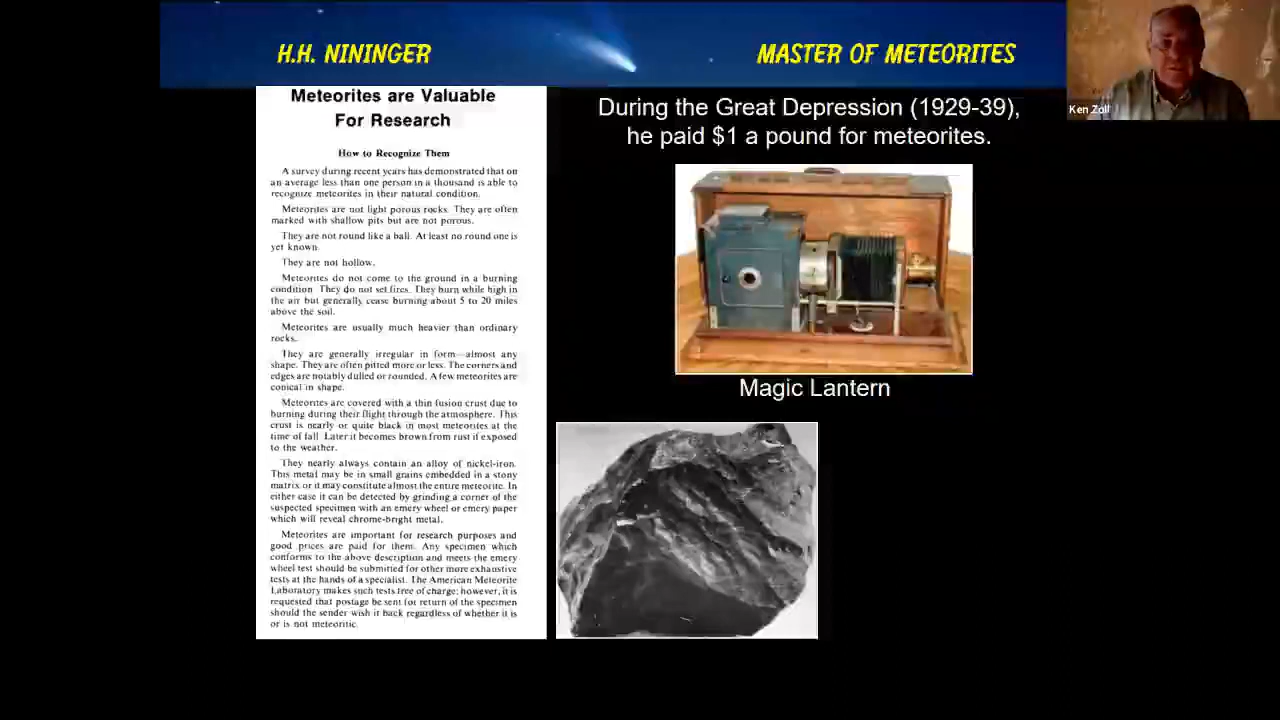 H.H. NININGER
MASTER OF METEORITES
Ken Zoll
During the Great Depression (1929-39),
he paid $1 a pound for meteorites.
Magic Lantern
Meteorites are Valuable
For Research
How to Recognize Them
A survey during recent years has demonstrated that on
an average less than one person in a thousand is able to
recognize meteorites in their natural condition.
Meteorites are not light porous rocks. They are often
marked with shallow pits but are not porous.
They are not round like a ball. At least no round one is
yet known.
They are not hollow.
Meteorites do not come to the ground in a burning
condition. They do not set fires. They burn while high in
the air but generally cease burning about 5 to 20 miles
above the soil.
Meteorites are usually much heavier than ordinary
rocks.
They are generally irregular in form—almost any
shape. They are often pitted more or less. The corners and
edges are notably dulled or rounded. A few meteorites are
conical in shape.
Meteorites are covered with a thin fusion crust due to
burning during their flight through the atmosphere. This
crust is nearly or quite black in most meteorites at the
time of fall. Later it becomes brown from rust if exposed
to the weather.
They nearly always contain an alloy of nickel-iron.
This metal may be in small grains embedded in a stony
matrix or it may constitute almost the entire meteorite. In
either case it can be detected by grinding a corner of the
suspected specimen with an emery wheel or emery paper
which will reveal chrome-bright metal.
Meteorites are important for research purposes and
good prices are paid for them. Any specimen which
conforms to the above description and meets the emery
wheel test should be submitted for other more exhaustive
tests at the hands of a specialist. The American Meteorite
Laboratory makes such tests free of charge; however, it is
requested that postage be sent for return of the specimen
should the sender wish it back regardless of whether it is
or is not meteoritic.